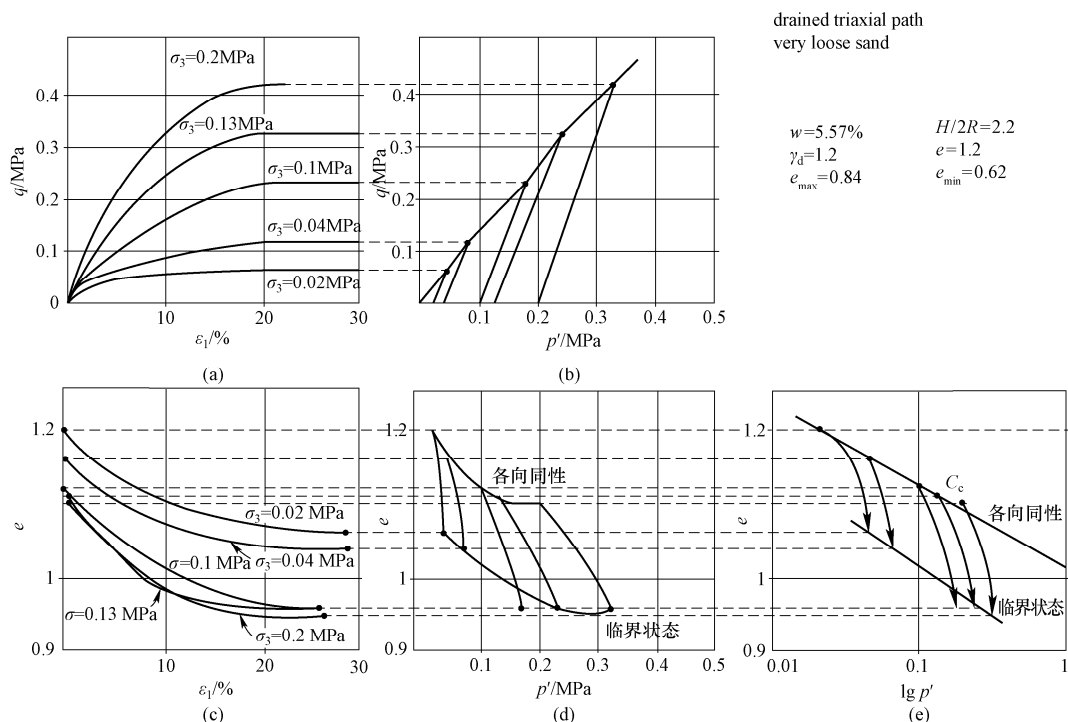 drained triaxial path
very loose sand
w=5.57%
H/2R=2.2
γd=1.2
e=1.2
emax=0.84
emin=0.62
q/MPa
0.4
0.3
0.2
0.1
0
σ3=0.2MPa
σ3=0.13MPa
σ3=0.1MPa
σ3=0.04MPa
σ3=0.02MPa
10
20
30
ε1/%
(a)
q/MPa
0.4
0.3
0.2
0.1
0.1
0.2
0.3
0.4
0.5
p′/MPa
(b)
e
1.2
1
0.9
σ3=0.02 MPa
σ=0.1 MPa
σ3=0.04 MPa
σ=0.13 MPa
σ3=0.2 MPa
10
20
30
ε1/%
(c)
e
1.2
1
0.9
各向同性
临界状态
0.1
0.2
0.3
0.4
0.5
p′/MPa
(d)
e
1.2
1
0.9
Cc
各向同性
临界状态
0.01
0.1
1
lg p′
(e)